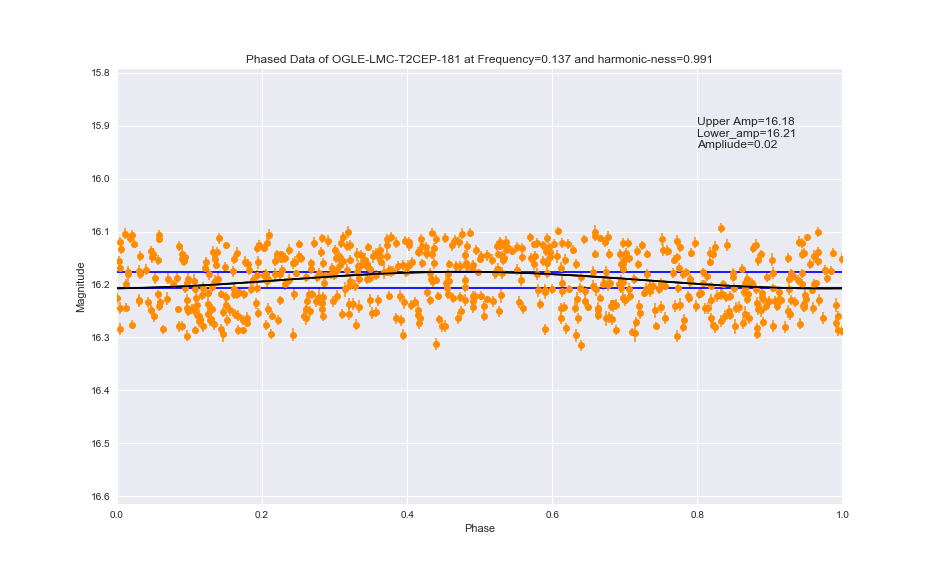 Phased Data of OGLE-LMC-T2CEP-181 at Frequency=0.137 and harmonic-ness=0.991
15.8
15.9
16.0
16.1
16.2
16.3
16.4
16.5
16.6
Magnitude
Upper Amp=16.18
Lower_amp=16.21
Ampliude=0.02
0.0
0.2
0.4
0.6
0.8
1.0
Phase